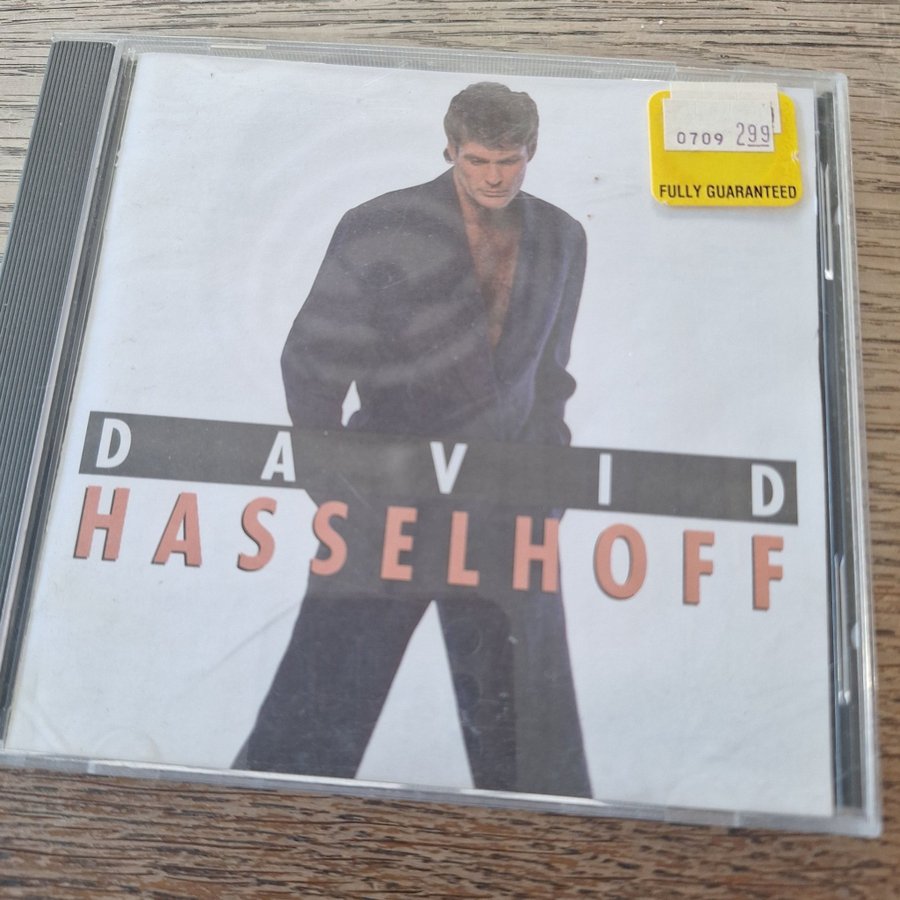 0709 299
FULLY GUARANTEED
DAVID
HASSELHOFF